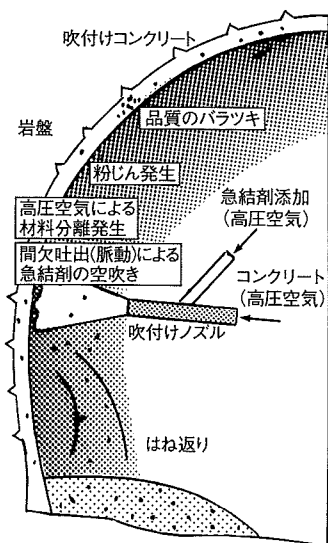 吹付けコンクリート
岩盤
品質のバラツキ
粉じん発生
高圧空気による
材料分離発生
間欠吐出(脈動)による
急結剤の空吹き
急結剤添加
(高圧空気)
コンクリート
(高圧空気)
吹付けノズル
はね返り